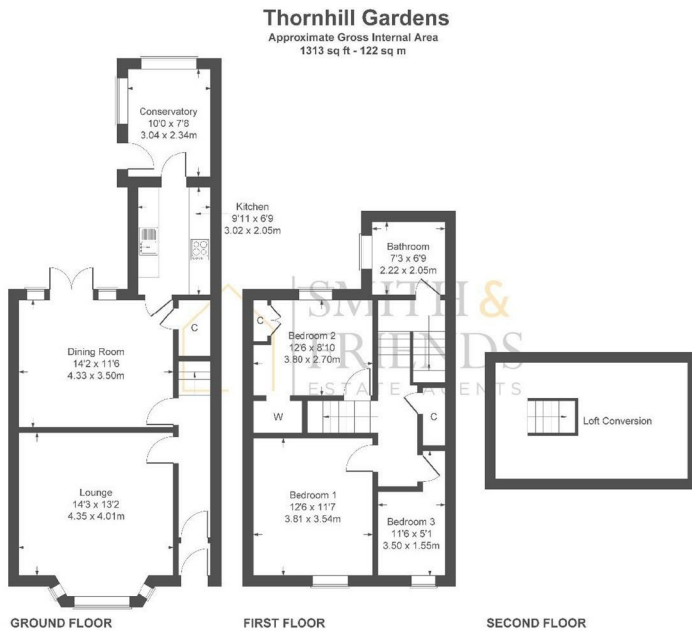 Thornhill Gardens
Approximate Gross Internal Area
1313 sq ft - 122 sq m
Conservatory
10'0 x 7'8
3.04 x 2.34m
Kitchen
9'11 x 6'9
3.02 x 2.05m
Bathroom
7'3 x 6'9
2.22 x 2.05m
SMITH &
FRIENDS
ESTATE AGENTS
C
Dining Room
14'2 x 11'6
4.33 x 3.50m
C
Bedroom 2
12'6 x 8'10
3.80 x 2.70m
W
C
Loft Conversion
Lounge
14'3 x 13'2
4.35 x 4.01m
Bedroom 1
12'6 x 11'7
3.81 x 3.54m
Bedroom 3
11'6 x 5'1
3.50 x 1.55m
GROUND FLOOR
FIRST FLOOR
SECOND FLOOR